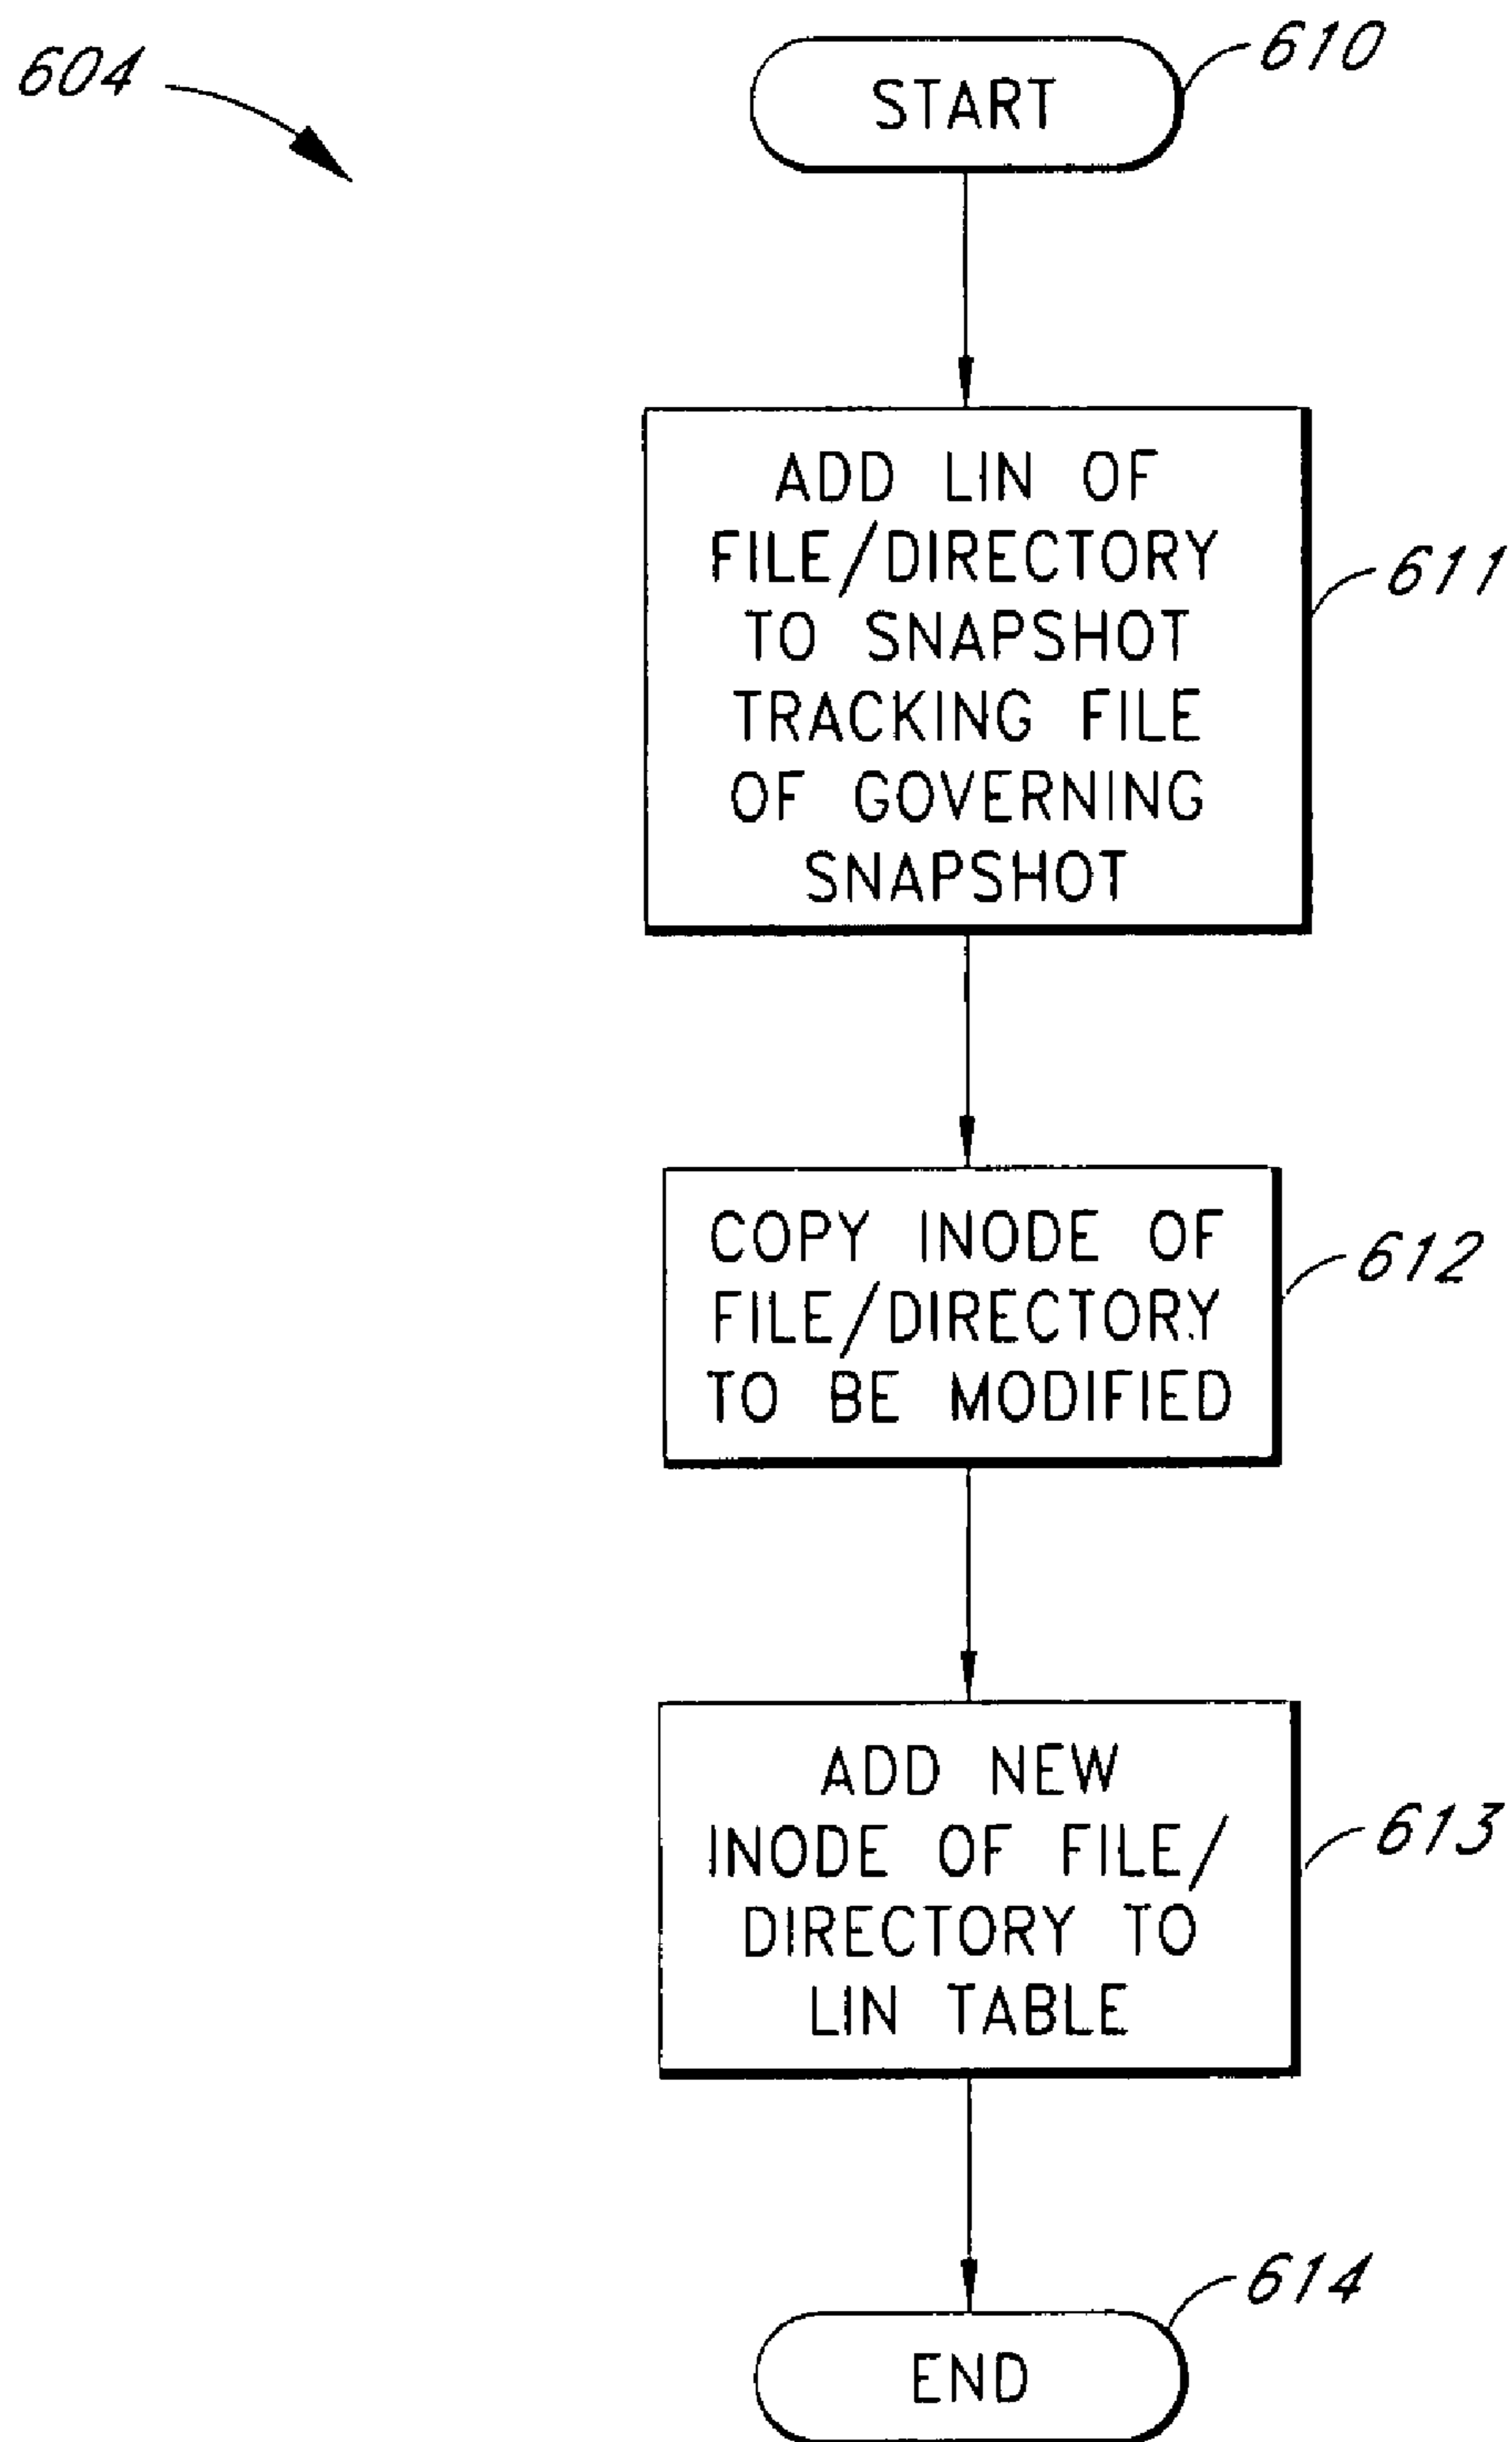 604
START
610
ADD LIN OF
FILE/DIRECTORY
TO SNAPSHOT
TRACKING FILE
OF GOVERNING
SNAPSHOT
611
COPY INODE OF
FILE/DIRECTORY
TO BE MODIFIED
612
ADD NEW
INODE OF FILE/
DIRECTORY TO
LIN TABLE
613
END
614